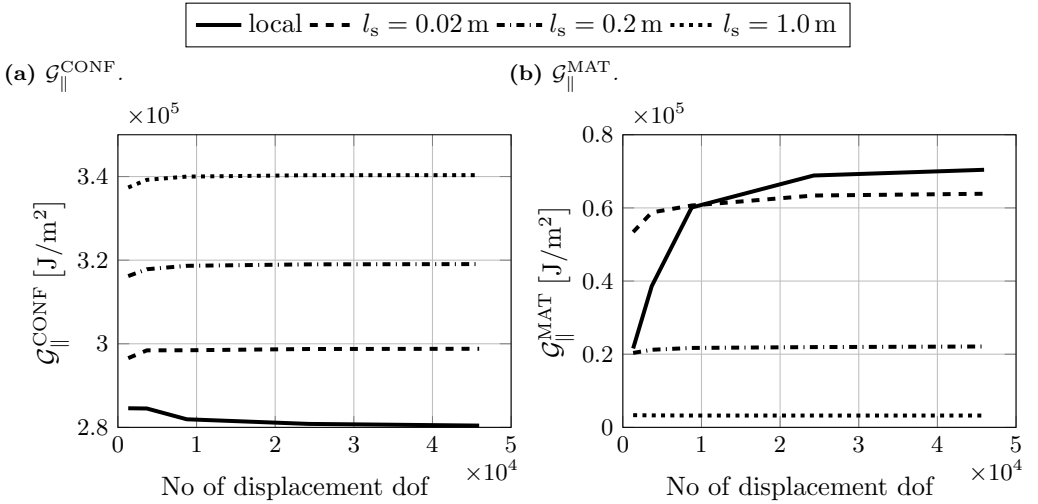 local l_s = 0.02 m l_s = 0.2 m l_s = 1.0 m
(a) 𝒢_∥^CONF.
(b) 𝒢_∥^MAT.
×10^5
3.4
3.2
3
2.8
𝒢_∥^CONF [J/m^2]
0 1 2 3 4 5
×10^4
No of displacement dof
×10^5
0.8
0.6
0.4
0.2
0
𝒢_∥^MAT [J/m^2]
0 1 2 3 4 5
×10^4
No of displacement dof